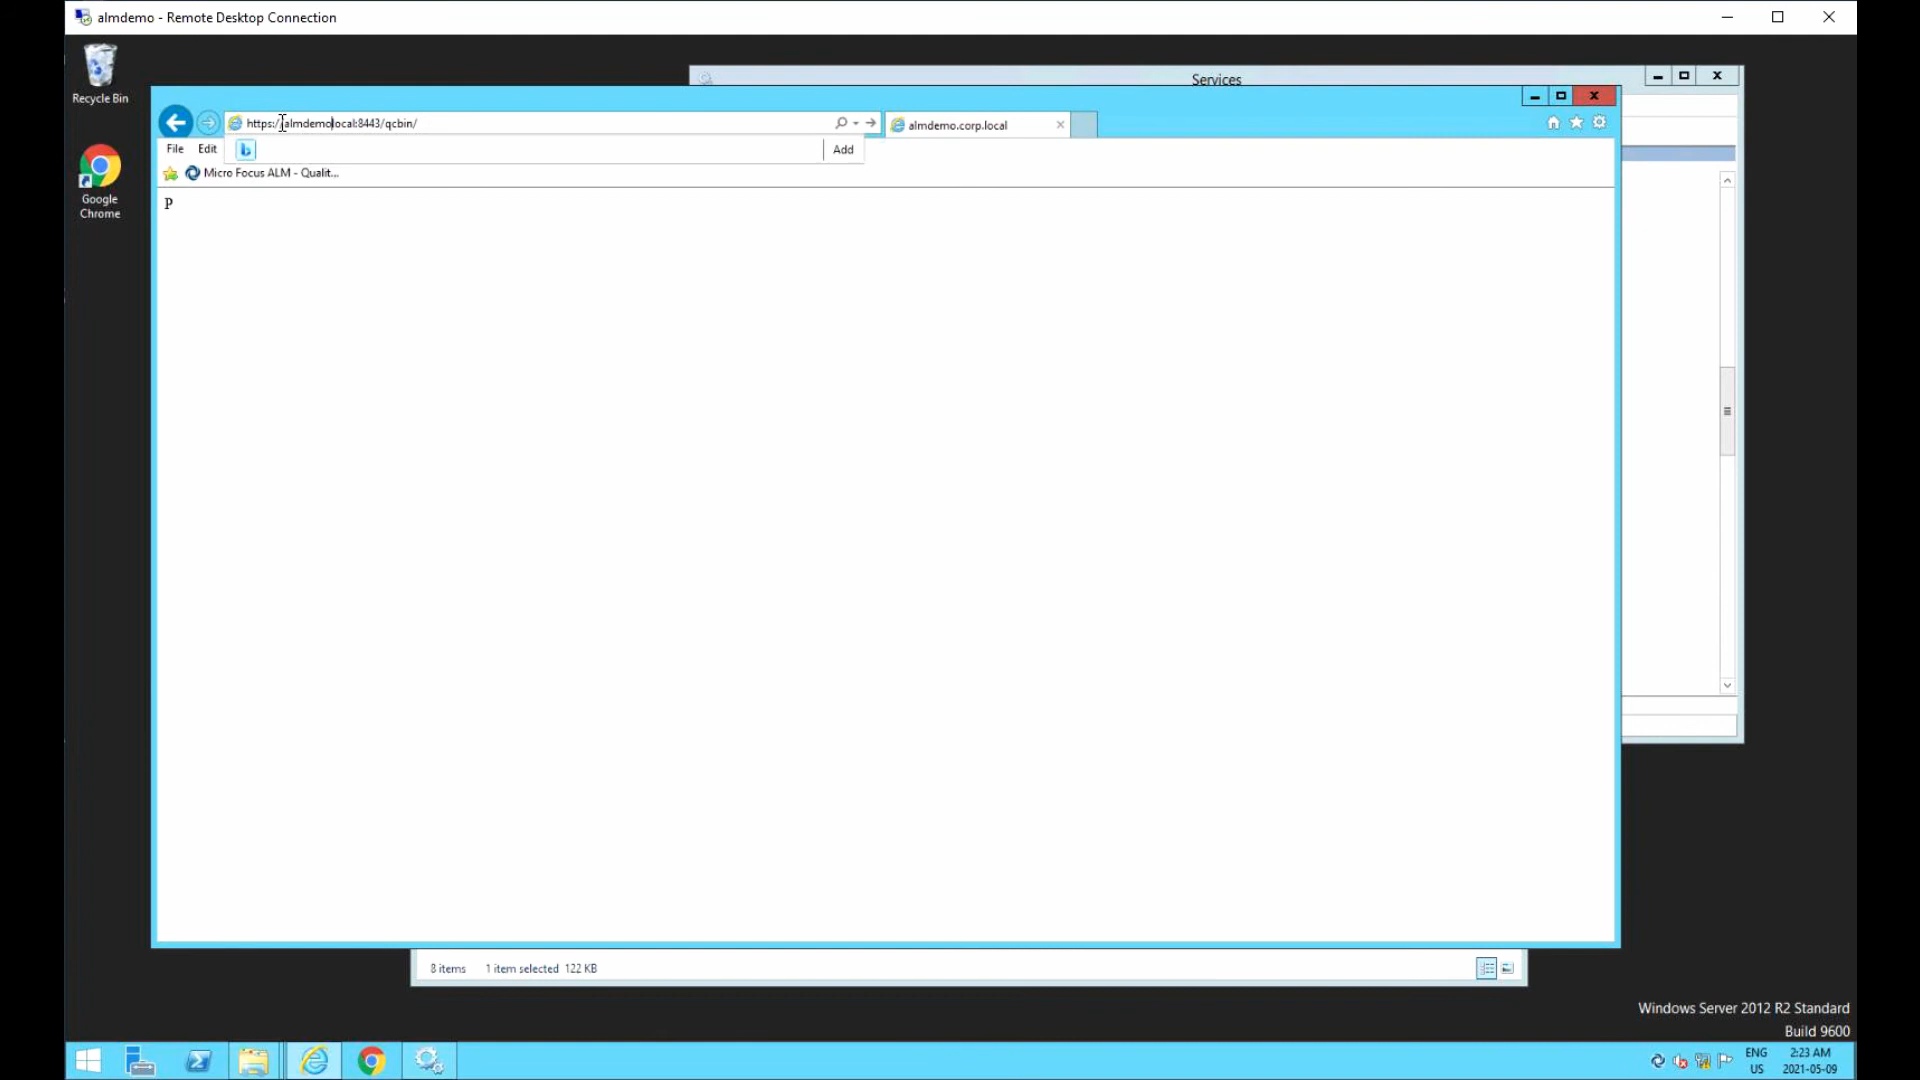 almdemo - Remote Desktop Connection
Recycle Bin
Services
https://almdemolocal:8443/qcbin/
almdemo.corp.local
File Edit
Add
Micro Focus ALM - Qualit...
P
Google
Chrome
8 items 1 item selected 122 KB
Windows Server 2012 R2 Standard
Build 9600
ENG
US
2:23 AM
2021-05-09